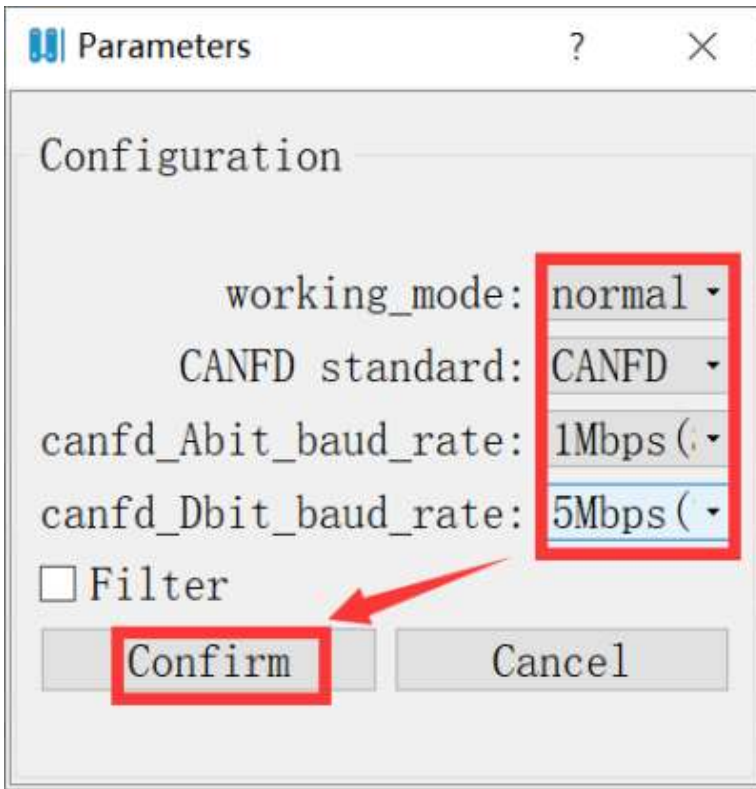 Parameters ? ×
Configuration
working_mode: normal
CANFD standard: CANFD
canfd_Abit_baud_rate: 1Mbps(
canfd_Dbit_baud_rate: 5Mbps(
Filter
Confirm Cancel